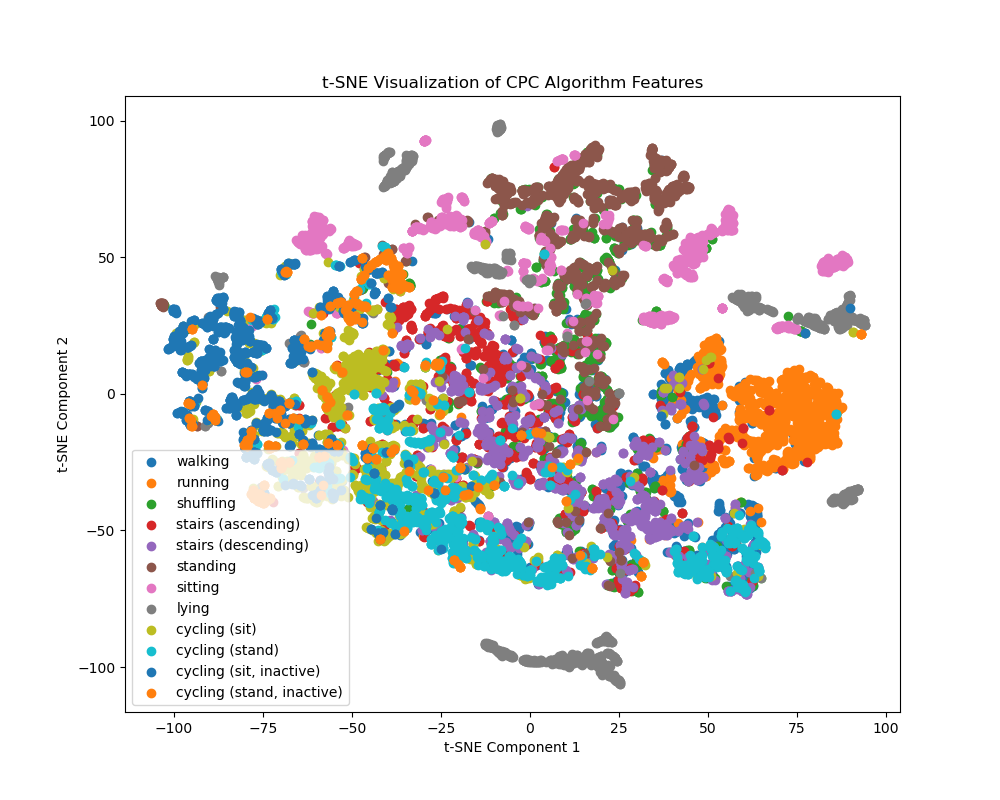 t-SNE Visualization of CPC Algorithm Features
100
50
0
−50
−100
t-SNE Component 2
walking
running
shuffling
stairs (ascending)
stairs (descending)
standing
sitting
lying
cycling (sit)
cycling (stand)
cycling (sit, inactive)
cycling (stand, inactive)
−100 −75 −50 −25 0 25 50 75 100
t-SNE Component 1